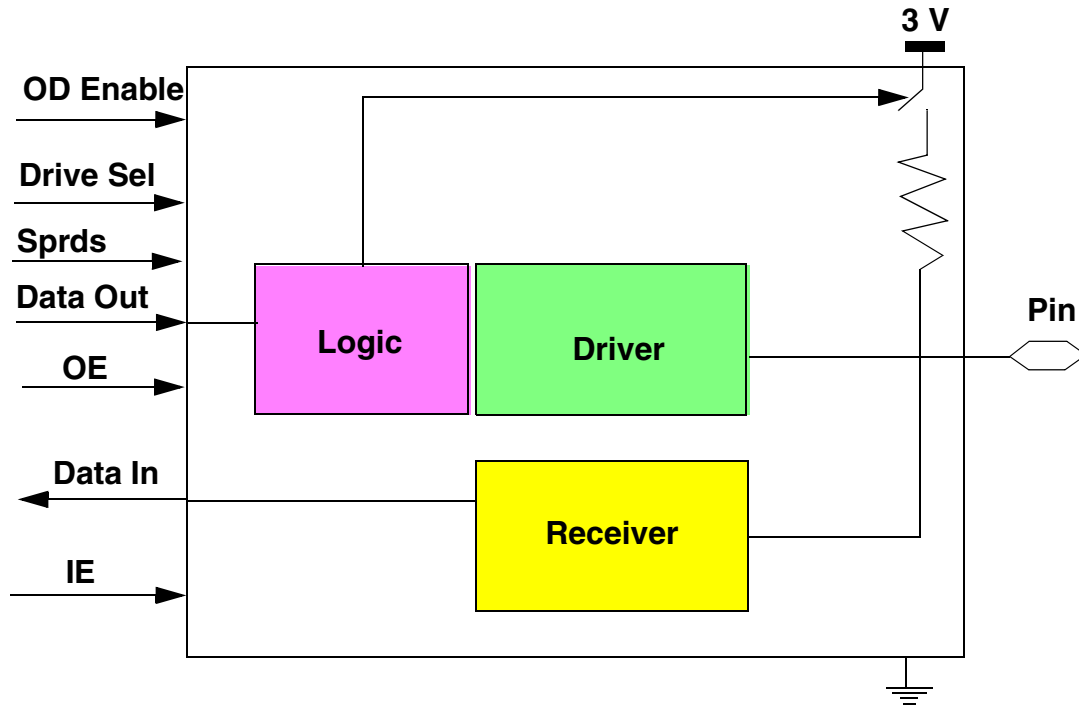 3 V
OD Enable
Drive Sel
Sprds
Data Out
Pin
Logic
Driver
OE
Data In
Receiver
IE